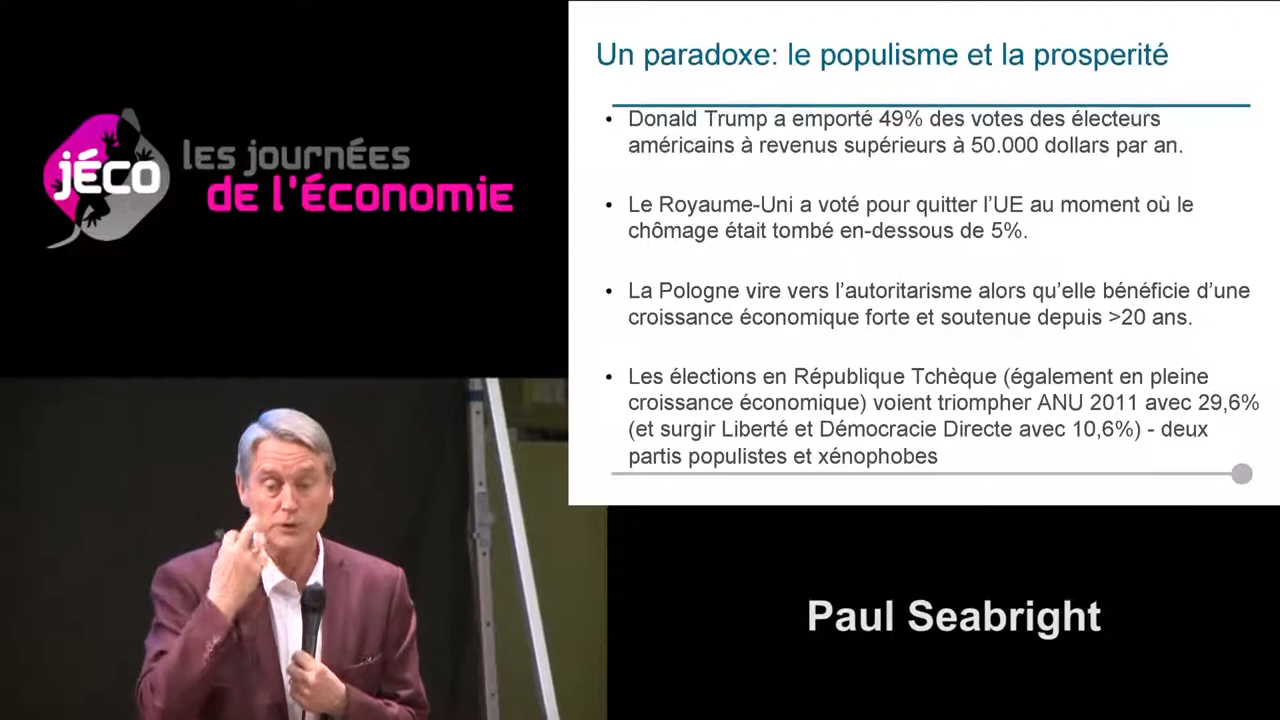 jéco
les journées
de l'économie
Un paradoxe: le populisme et la prosperité
• Donald Trump a emporté 49% des votes des électeurs
américains à revenus supérieurs à 50.000 dollars par an.
• Le Royaume-Uni a voté pour quitter l’UE au moment où le
chômage était tombé en-dessous de 5%.
• La Pologne vire vers l’autoritarisme alors qu’elle bénéficie d’une
croissance économique forte et soutenue depuis >20 ans.
• Les élections en République Tchèque (également en pleine
croissance économique) voient triompher ANU 2011 avec 29,6%
(et surgir Liberté et Démocracie Directe avec 10,6%) - deux
partis populistes et xénophobes
Paul Seabright